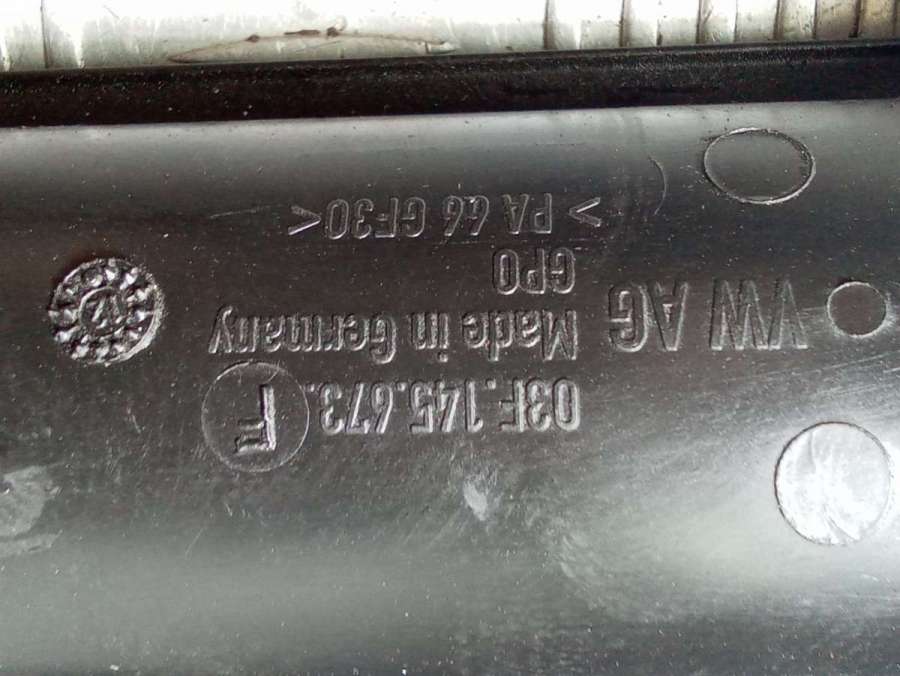 03F.145.673. F
VW AG
Made in Germany
GPO
> PA 66 GF30 <